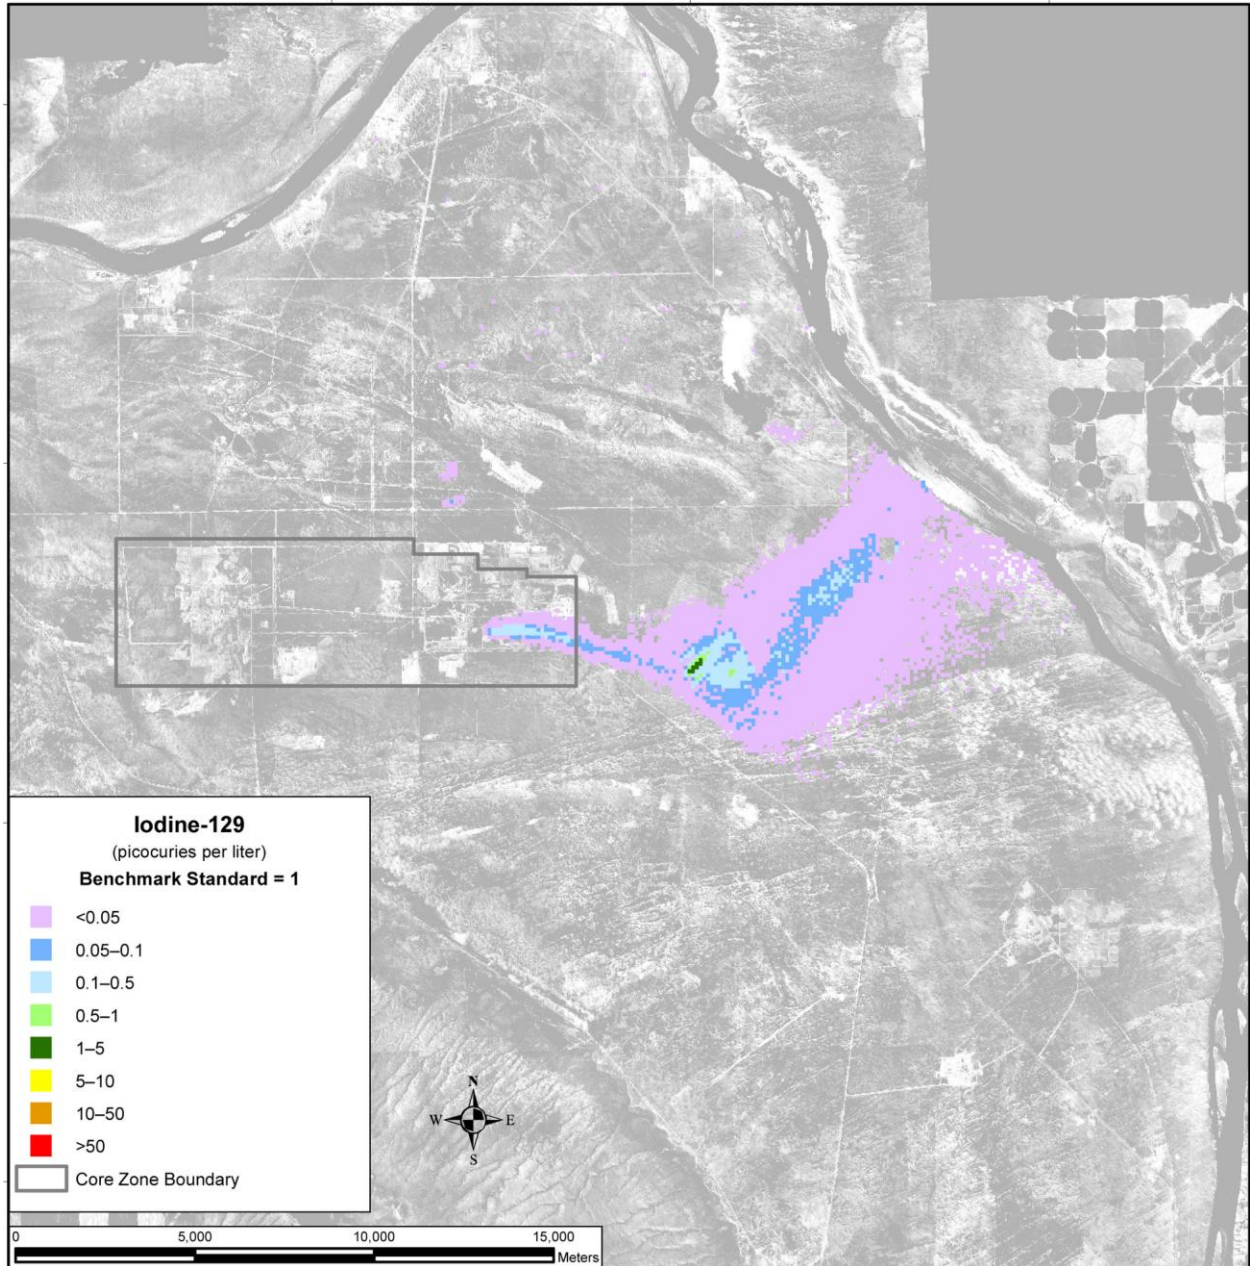 Iodine-129
(picocuries per liter)
Benchmark Standard = 1
<0.05
0.05–0.1
0.1–0.5
0.5–1
1–5
5–10
10–50
>50
Core Zone Boundary
N
W E
S
0 5,000 10,000 15,000
Meters